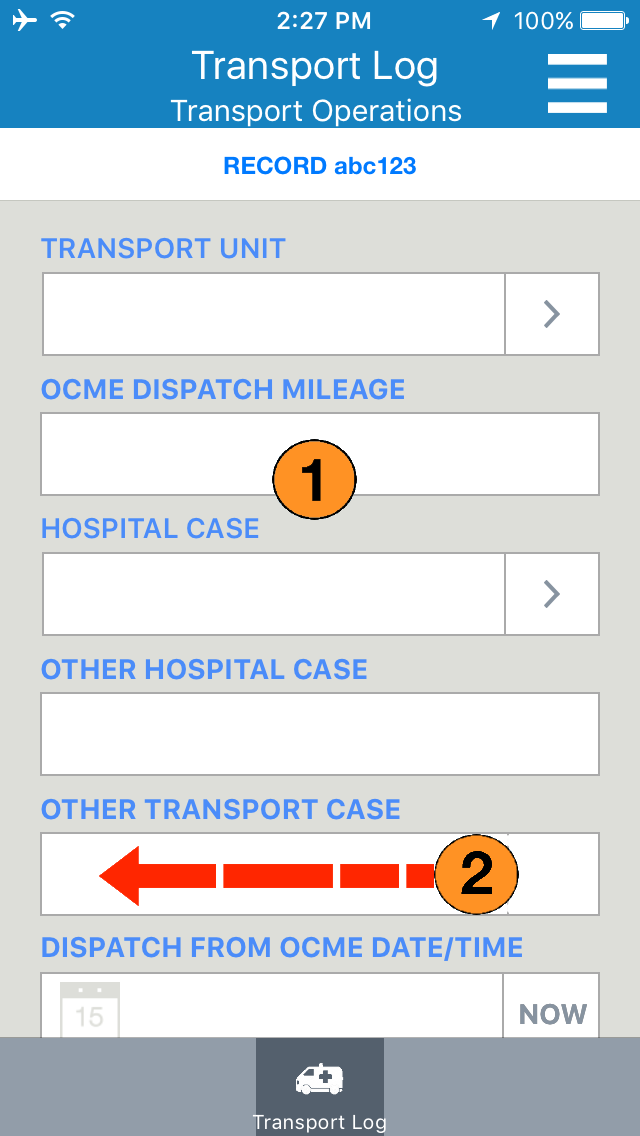 2:27 PM 100%
Transport Log
Transport Operations
RECORD abc123
TRANSPORT UNIT
OCME DISPATCH MILEAGE
1
HOSPITAL CASE
OTHER HOSPITAL CASE
OTHER TRANSPORT CASE
2
DISPATCH FROM OCME DATE/TIME
15 NOW
Transport Log